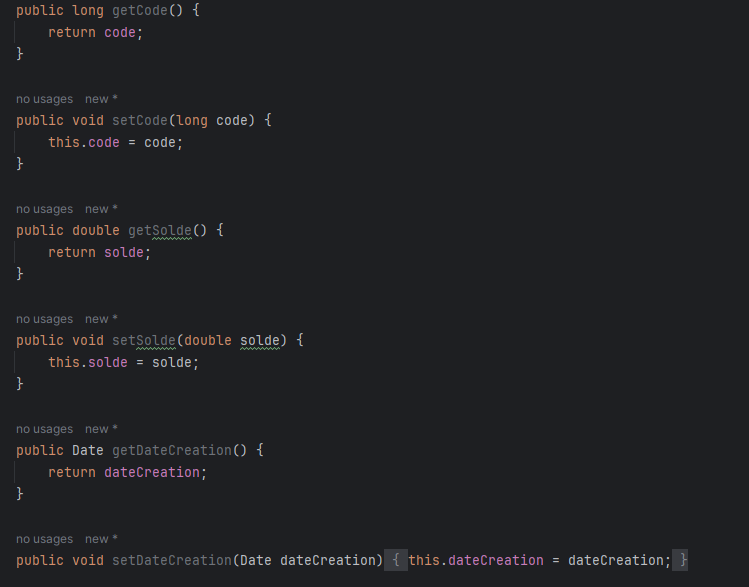 public long getCode() {
    return code;
}
no usages   new *
public void setCode(long code) {
    this.code = code;
}
no usages   new *
public double getSolde() {
    return solde;
}
no usages   new *
public void setSolde(double solde) {
    this.solde = solde;
}
no usages   new *
public Date getDateCreation() {
    return dateCreation;
}
no usages   new *
public void setDateCreation(Date dateCreation) { this.dateCreation = dateCreation; }